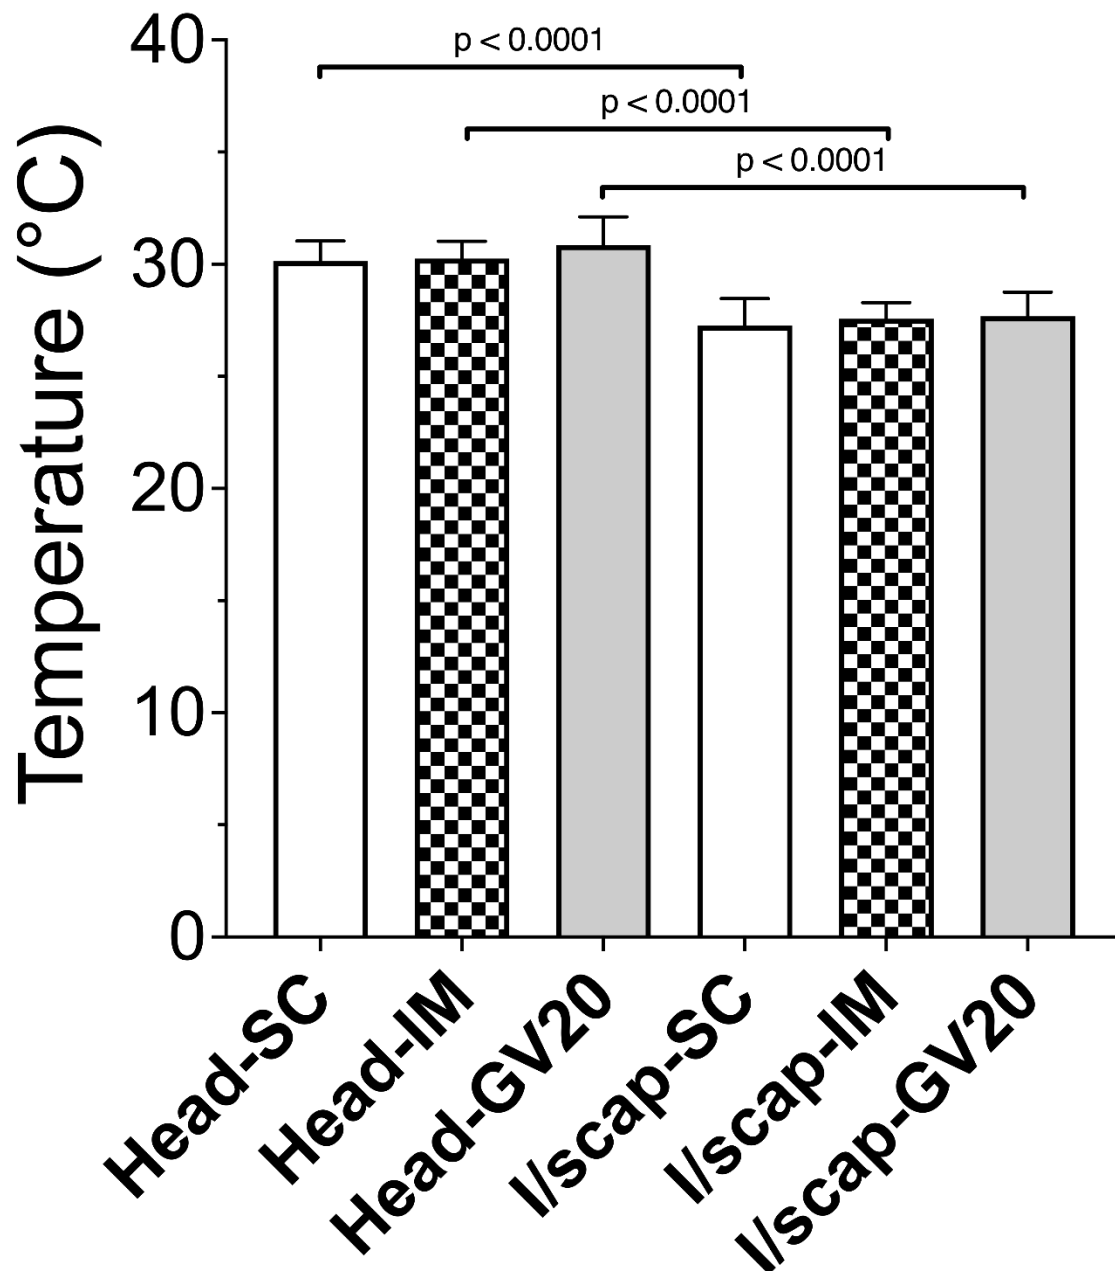 Temperature (°C)
40
30
20
10
0
p < 0.0001
p < 0.0001
p < 0.0001
Head-SC
Head-IM
Head-GV20
I/scap-SC
I/scap-IM
I/scap-GV20